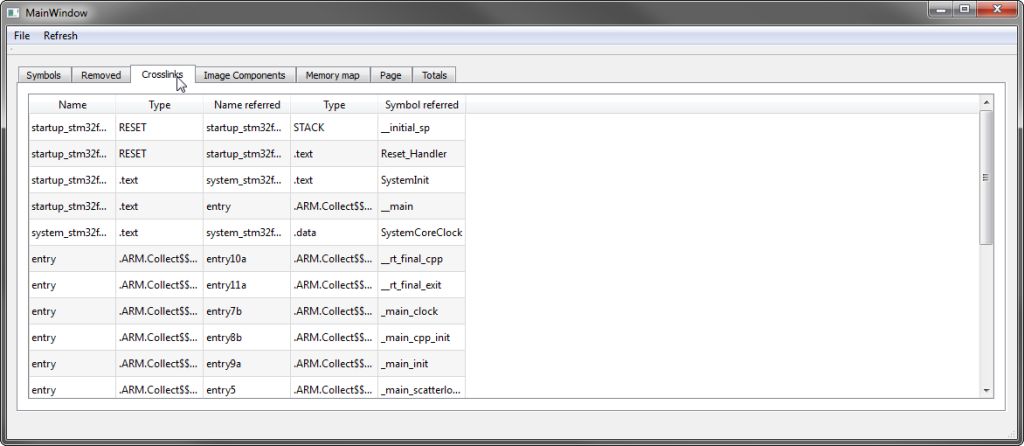 MainWindow
File Refresh
Symbols Removed Crosslinks Image Components Memory map Page Totals
Name Type Name referred Type Symbol referred
startup_stm32f... RESET startup_stm32f... STACK __initial_sp
startup_stm32f... RESET startup_stm32f... .text Reset_Handler
startup_stm32f... .text system_stm32f... .text SystemInit
startup_stm32f... .text entry .ARM.Collect$$... __main
system_stm32f... .text system_stm32f... .data SystemCoreClock
entry .ARM.Collect$$... entry10a .ARM.Collect$$... __rt_final_cpp
entry .ARM.Collect$$... entry11a .ARM.Collect$$... __rt_final_exit
entry .ARM.Collect$$... entry7b .ARM.Collect$$... _main_clock
entry .ARM.Collect$$... entry8b .ARM.Collect$$... _main_cpp_init
entry .ARM.Collect$$... entry9a .ARM.Collect$$... _main_init
entry .ARM.Collect$$... entry5 .ARM.Collect$$... _main_scatterlo...